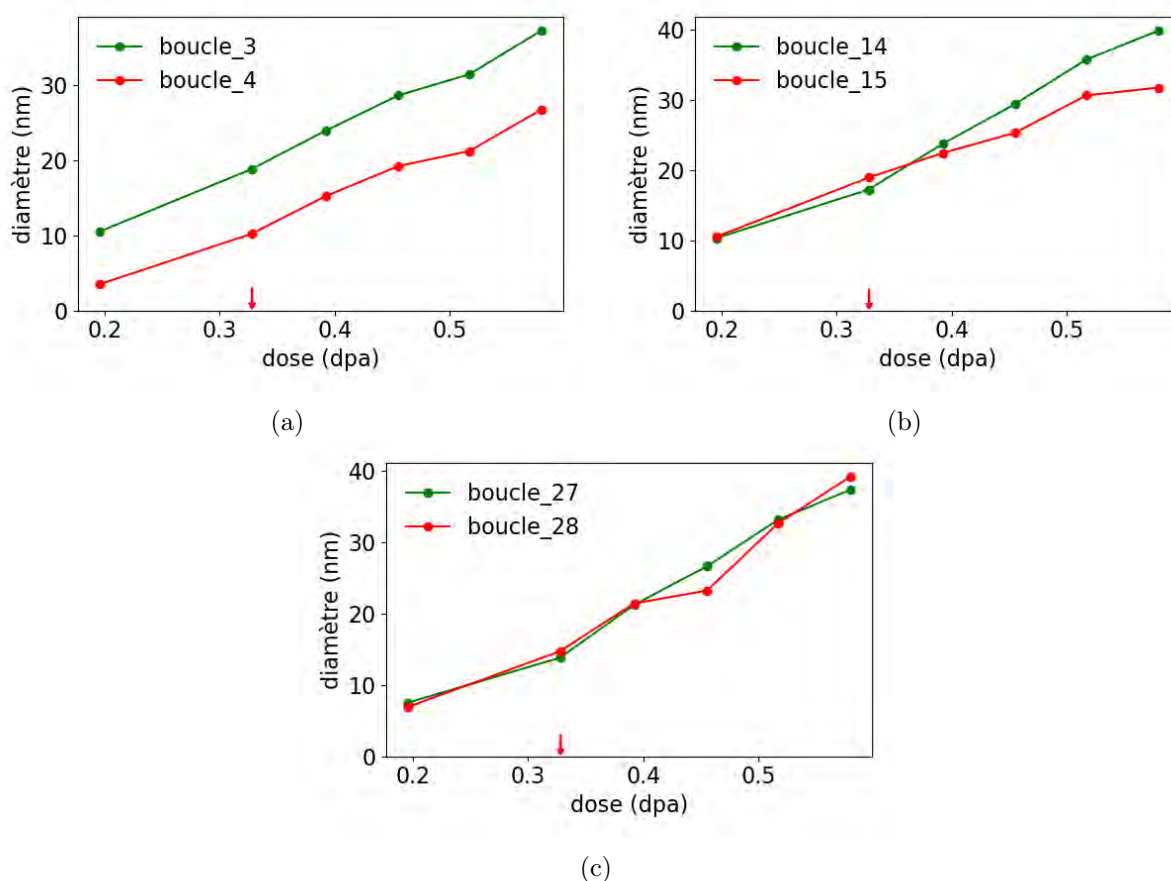 boucle_3
boucle_4
diamètre (nm)
30
20
10
0
0.2 0.3 0.4 0.5
dose (dpa)
(a)
boucle_14
boucle_15
diamètre (nm)
40
30
20
10
0
0.2 0.3 0.4 0.5
dose (dpa)
(b)
boucle_27
boucle_28
diamètre (nm)
40
30
20
10
0
0.2 0.3 0.4 0.5
dose (dpa)
(c)